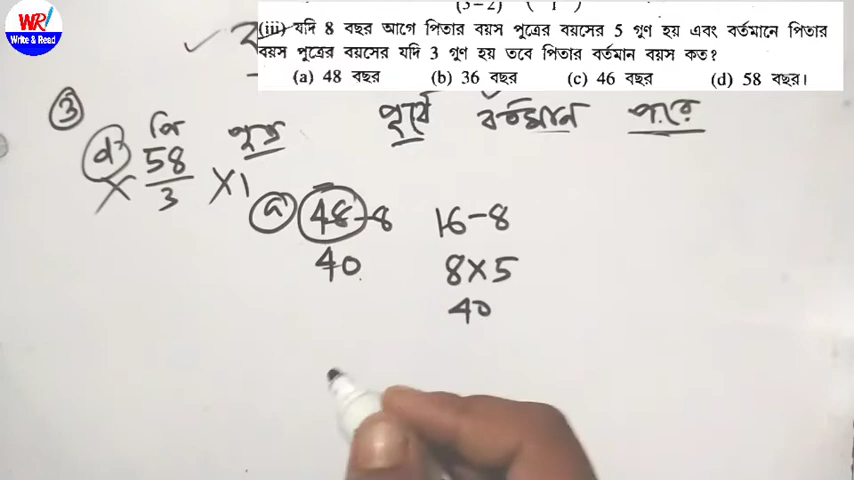 WR
Write & Read
(iii) যদি 8 বছর আগে পিতার বয়স পুত্রের বয়সের 5 গুণ হয় এবং বর্তমানে পিতার
বয়স পুত্রের বয়সের যদি 3 গুণ হয় তবে পিতার বর্তমান বয়স কত?
(a) 48 বছর (b) 36 বছর (c) 46 বছর (d) 58 বছর।
3
পূর্বে বর্তমান পরে
পি পুত্র
d 58/3 ×1
a 48-8 16-8
40 8×5
40